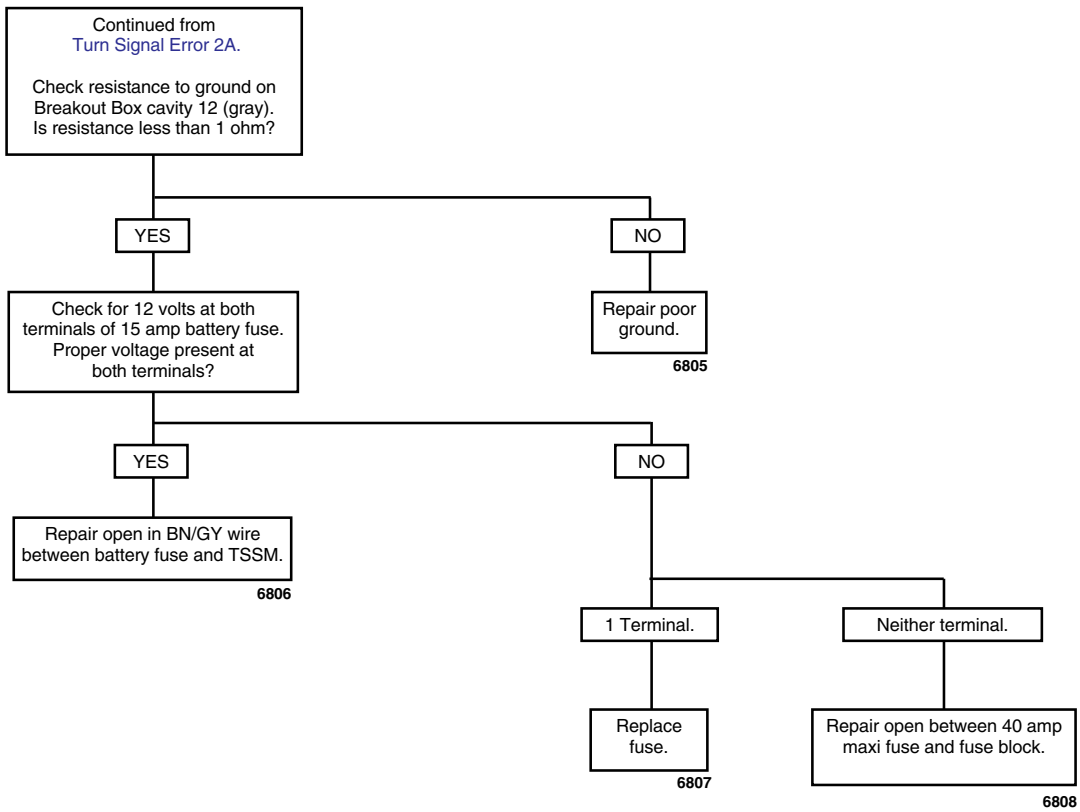 Continued from
Turn Signal Error 2A.
Check resistance to ground on
Breakout Box cavity 12 (gray).
Is resistance less than 1 ohm?
YES
NO
Check for 12 volts at both
terminals of 15 amp battery fuse.
Proper voltage present at
both terminals?
Repair poor
ground.
6805
YES
NO
Repair open in BN/GY wire
between battery fuse and TSSM.
6806
1 Terminal.
Neither terminal.
Replace
fuse.
6807
Repair open between 40 amp
maxi fuse and fuse block.
6808